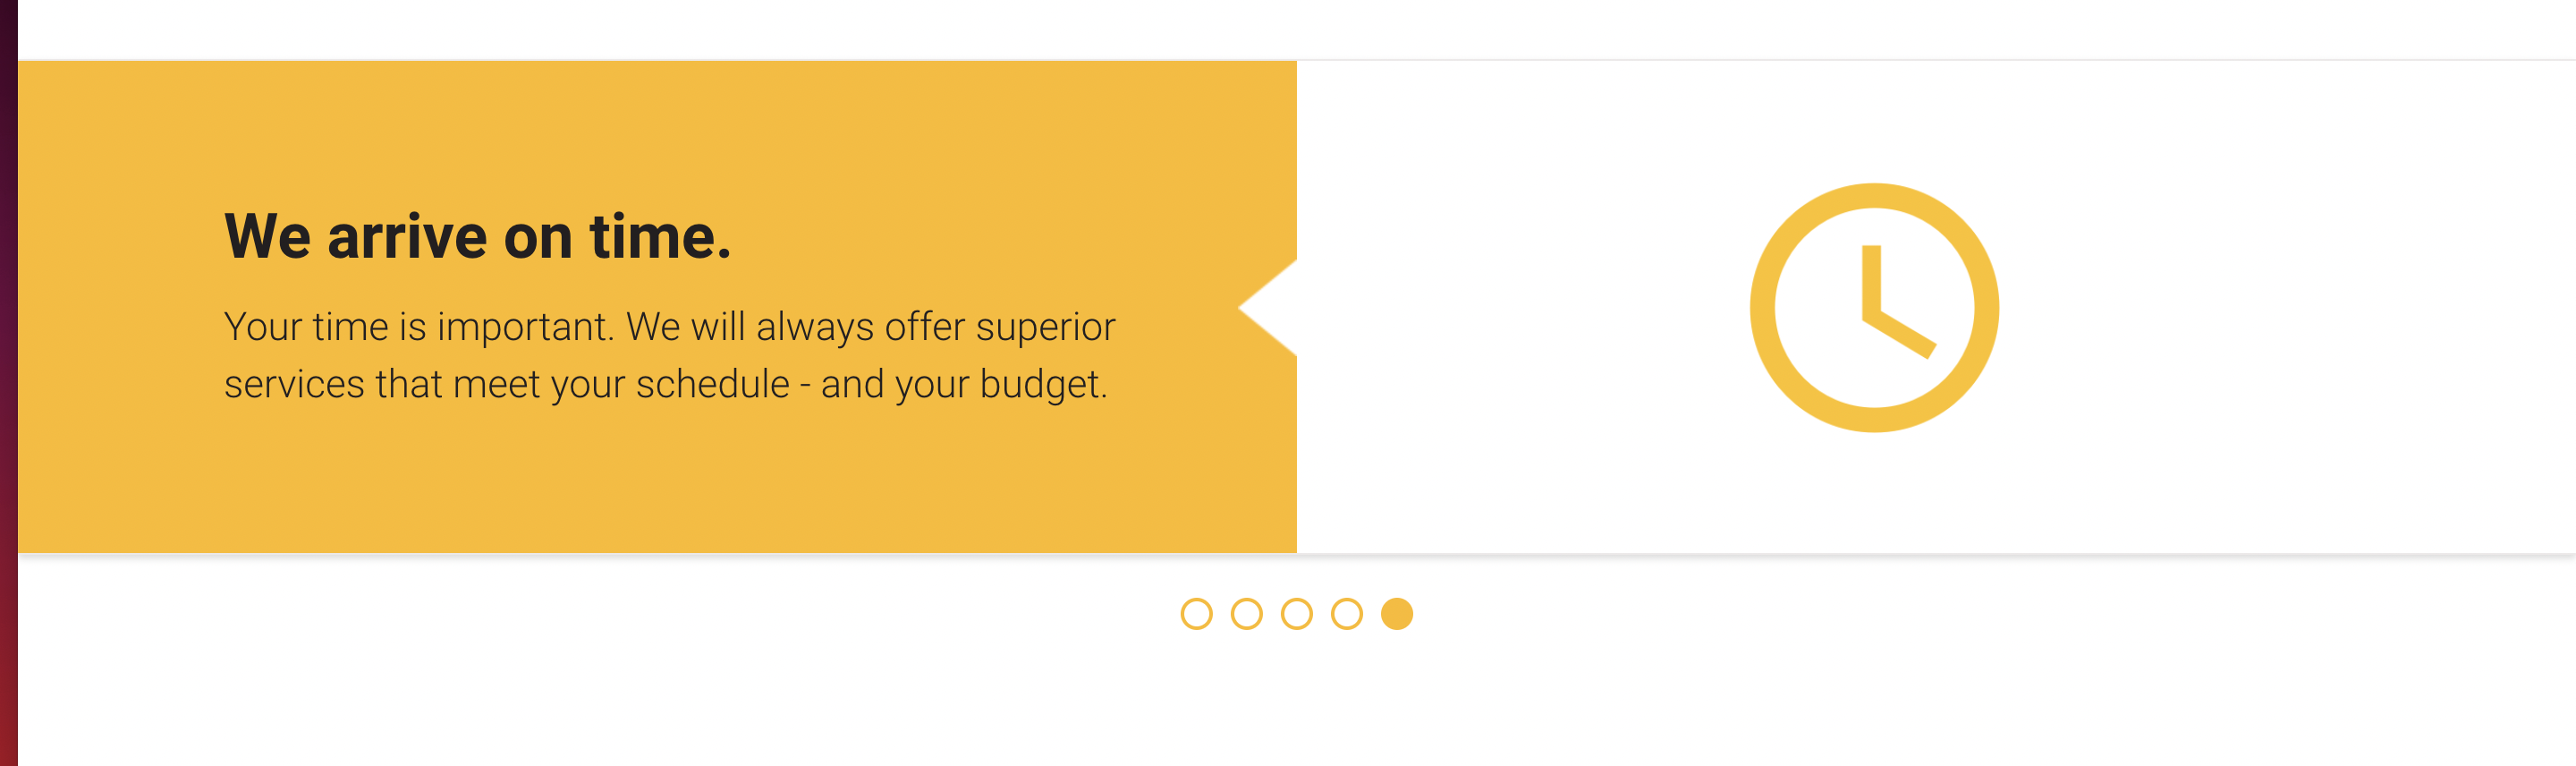 We arrive on time.
Your time is important. We will always offer superior
services that meet your schedule - and your budget.